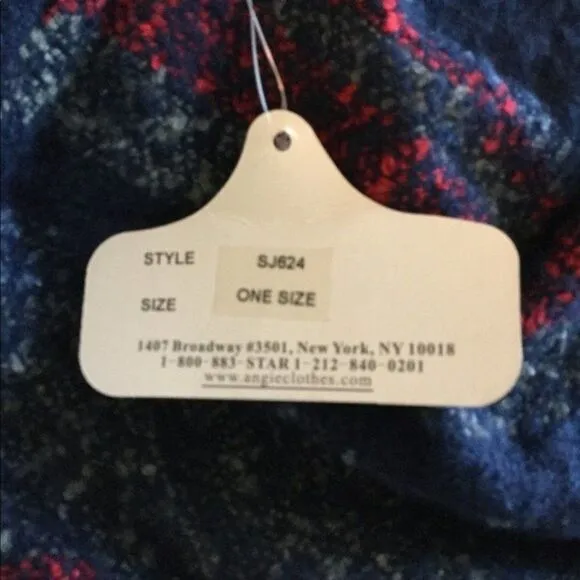 STYLE SJ624
SIZE ONE SIZE
1407 Broadway #3501, New York, NY 10018
1-800-883-STAR 1-212-840-0201
www.angieclothes.com